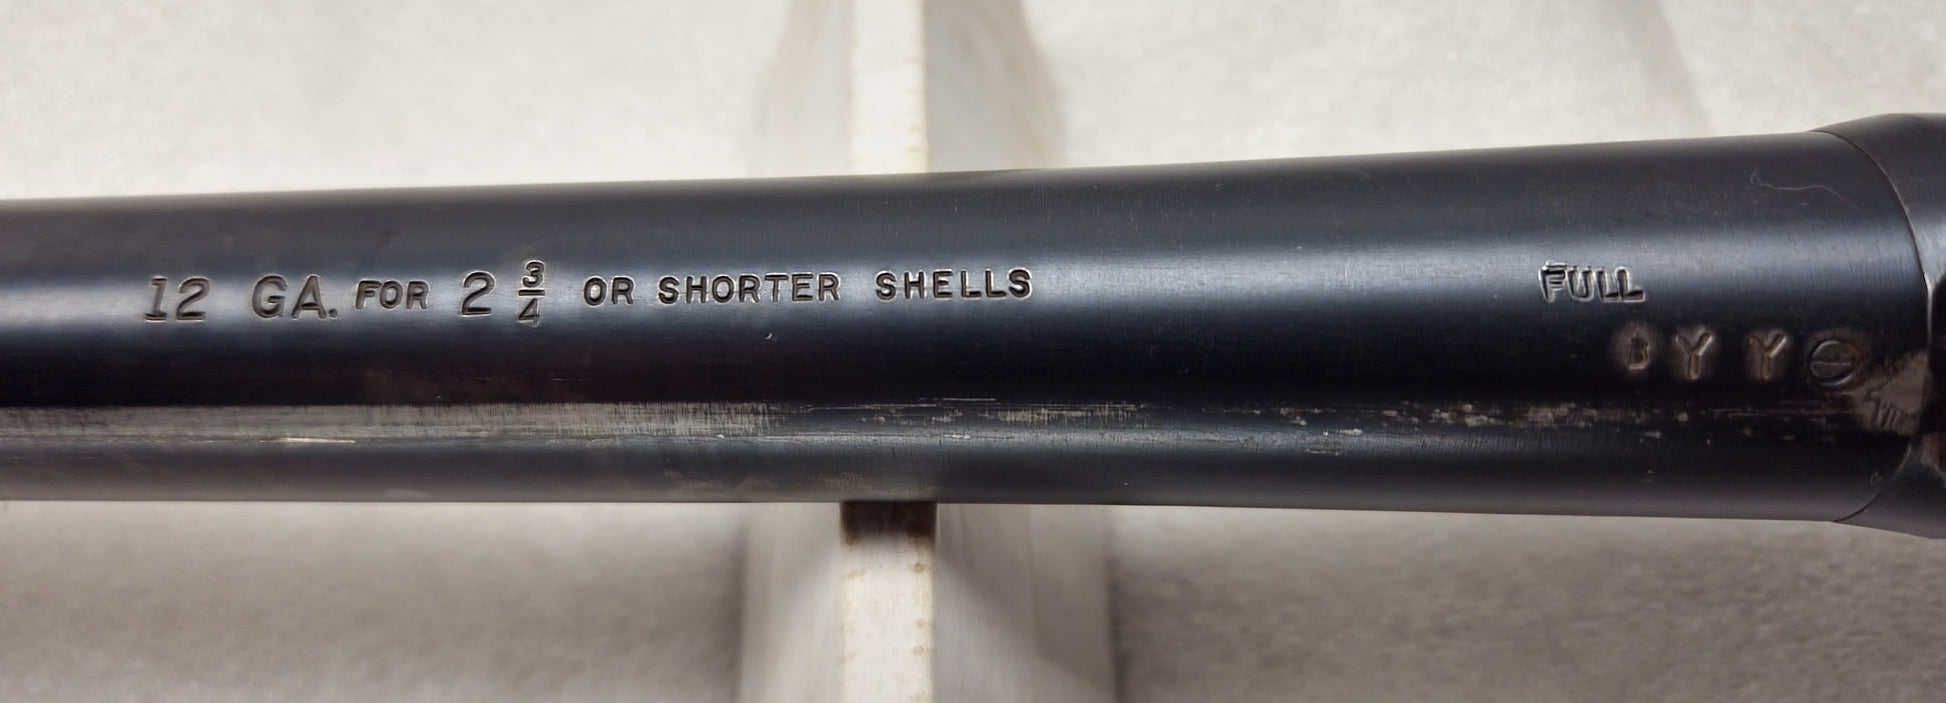 12 GA. FOR 2 3/4 OR SHORTER SHELLS
FULL
B Y Y